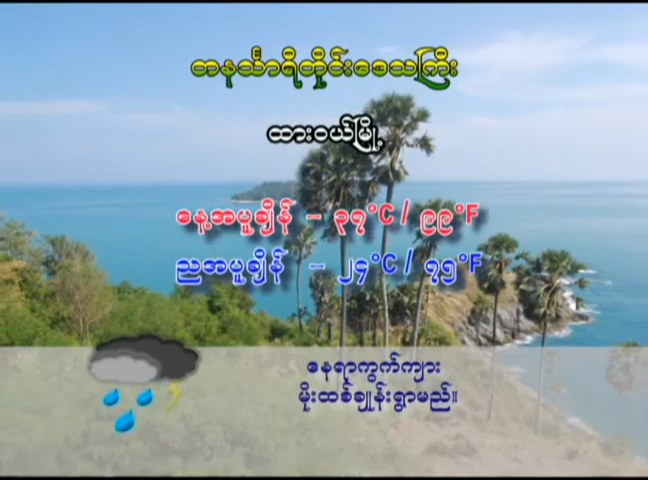 တနင်္သာရီတိုင်းဒေသကြီး
ထားဝယ်မြို့
နေ့အပူချိန် - ၃၇°C / ၉၉°F
ညအပူချိန် - ၂၄°C / ၇၅°F
နေရာကွက်ကျား
မိုးထစ်ချုန်းရွာမည်။